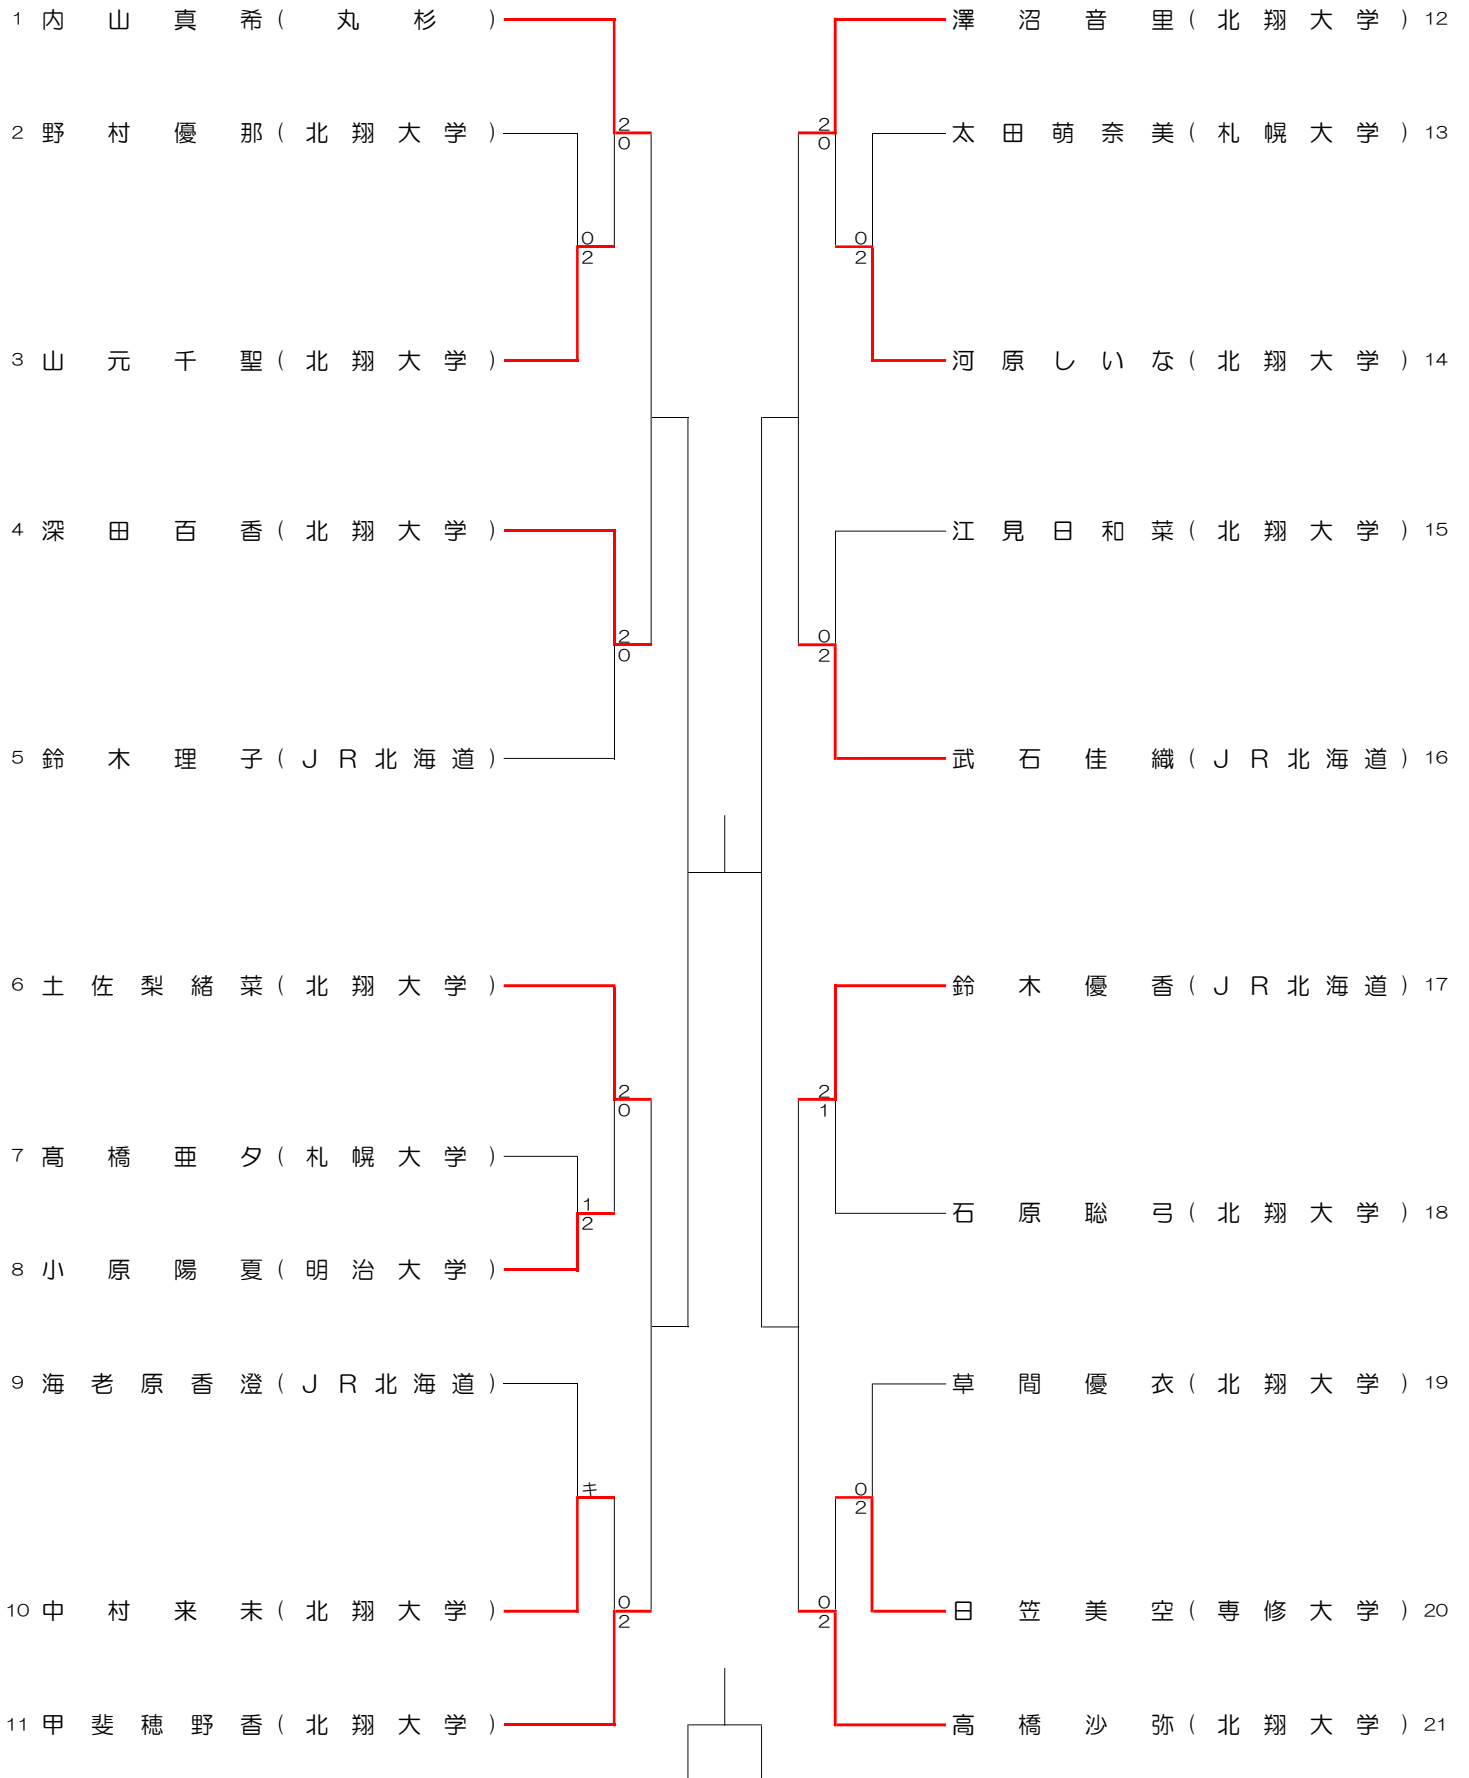 1 内山真希(丸杉)
2
0
2 野村優那(北翔大学)
0
2
3 山元千聖(北翔大学)
4 深田百香(北翔大学)
2
0
5 鈴木理子(JR北海道)
6 土佐梨緒菜(北翔大学)
2
0
7 髙橋亜夕(札幌大学)
1
2
8 小原陽夏(明治大学)
9 海老原香澄(JR北海道)
キ
10 中村来未(北翔大学)
0
2
11 甲斐穂野香(北翔大学)
澤沼音里(北翔大学) 12
2
0
太田萌奈美(札幌大学) 13
0
2
河原しいな(北翔大学) 14
江見日和菜(北翔大学) 15
0
2
武石佳織(JR北海道) 16
鈴木優香(JR北海道) 17
2
1
石原聡弓(北翔大学) 18
草間優衣(北翔大学) 19
0
2
日笠美空(専修大学) 20
0
2
高橋沙弥(北翔大学) 21